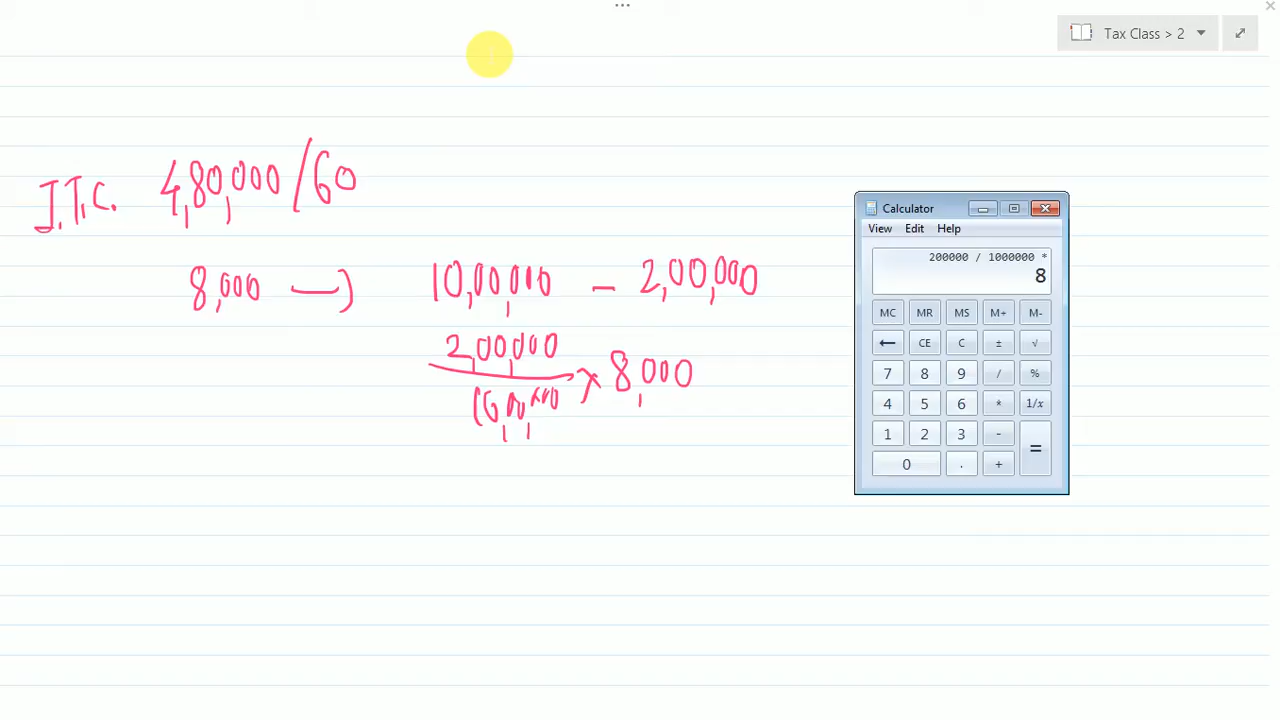 Tax Class > 2
I.T.C. 4,80,000/60
8,000 → 10,00,000 - 2,00,000
2,00,000
10,00,000 × 8,000
Calculator
View Edit Help
200000 / 1000000 *
8
MC MR MS M+ M-
← CE C ± √
7 8 9 / %
4 5 6 * 1/x
1 2 3 - =
0 . +